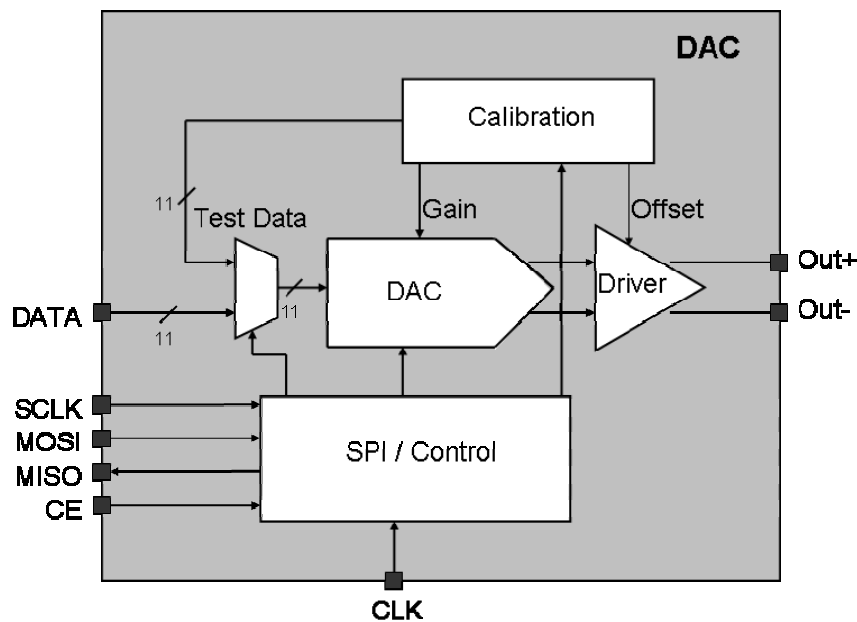 DAC
Calibration
11
Test Data
Gain
Offset
Out+
DAC
Driver
11
DATA
11
Out-
SCLK
MOSI
MISO
CE
SPI / Control
CLK